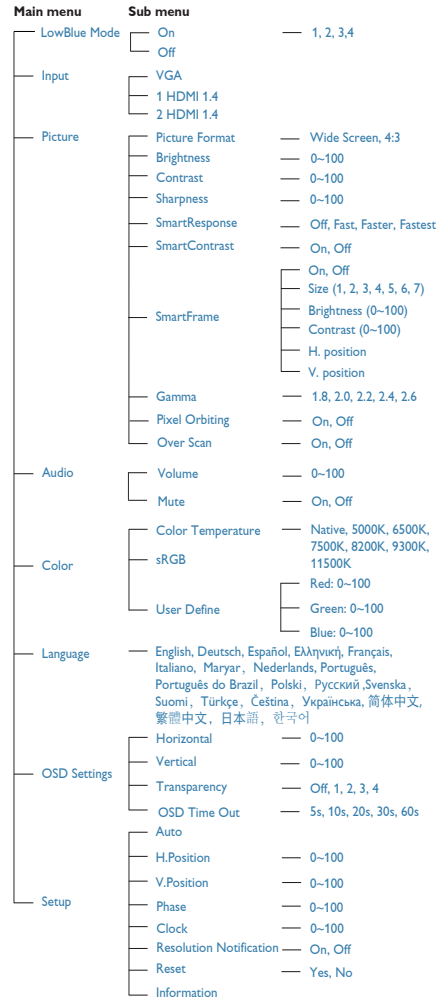 Main menu Sub menu
LowBlue Mode On 1, 2, 3,4
Off
Input VGA
1 HDMI 1.4
2 HDMI 1.4
Picture Picture Format Wide Screen, 4:3
Brightness 0~100
Contrast 0~100
Sharpness 0~100
SmartResponse Off, Fast, Faster, Fastest
SmartContrast On, Off
On, Off
Size (1, 2, 3, 4, 5, 6, 7)
SmartFrame Brightness (0~100)
Contrast (0~100)
H. position
V. position
Gamma 1.8, 2.0, 2.2, 2.4, 2.6
Pixel Orbiting On, Off
Over Scan On, Off
Audio Volume 0~100
Mute On, Off
Color Temperature Native, 5000K, 6500K,
7500K, 8200K, 9300K,
11500K
Color sRGB
Red: 0~100
User Define Green: 0~100
Blue: 0~100
Language English, Deutsch, Español, Ελληνική, Français,
Italiano, Maryar, Nederlands, Português,
Português do Brazil, Polski, Русский ,Svenska,
Suomi, Türkçe, Čeština, Українська, 简体中文,
繁體中文, 日本語, 한국어
OSD Settings Horizontal 0~100
Vertical 0~100
Transparency Off, 1, 2, 3, 4
OSD Time Out 5s, 10s, 20s, 30s, 60s
Setup Auto
H.Position 0~100
V.Position 0~100
Phase 0~100
Clock 0~100
Resolution Notification On, Off
Reset Yes, No
Information